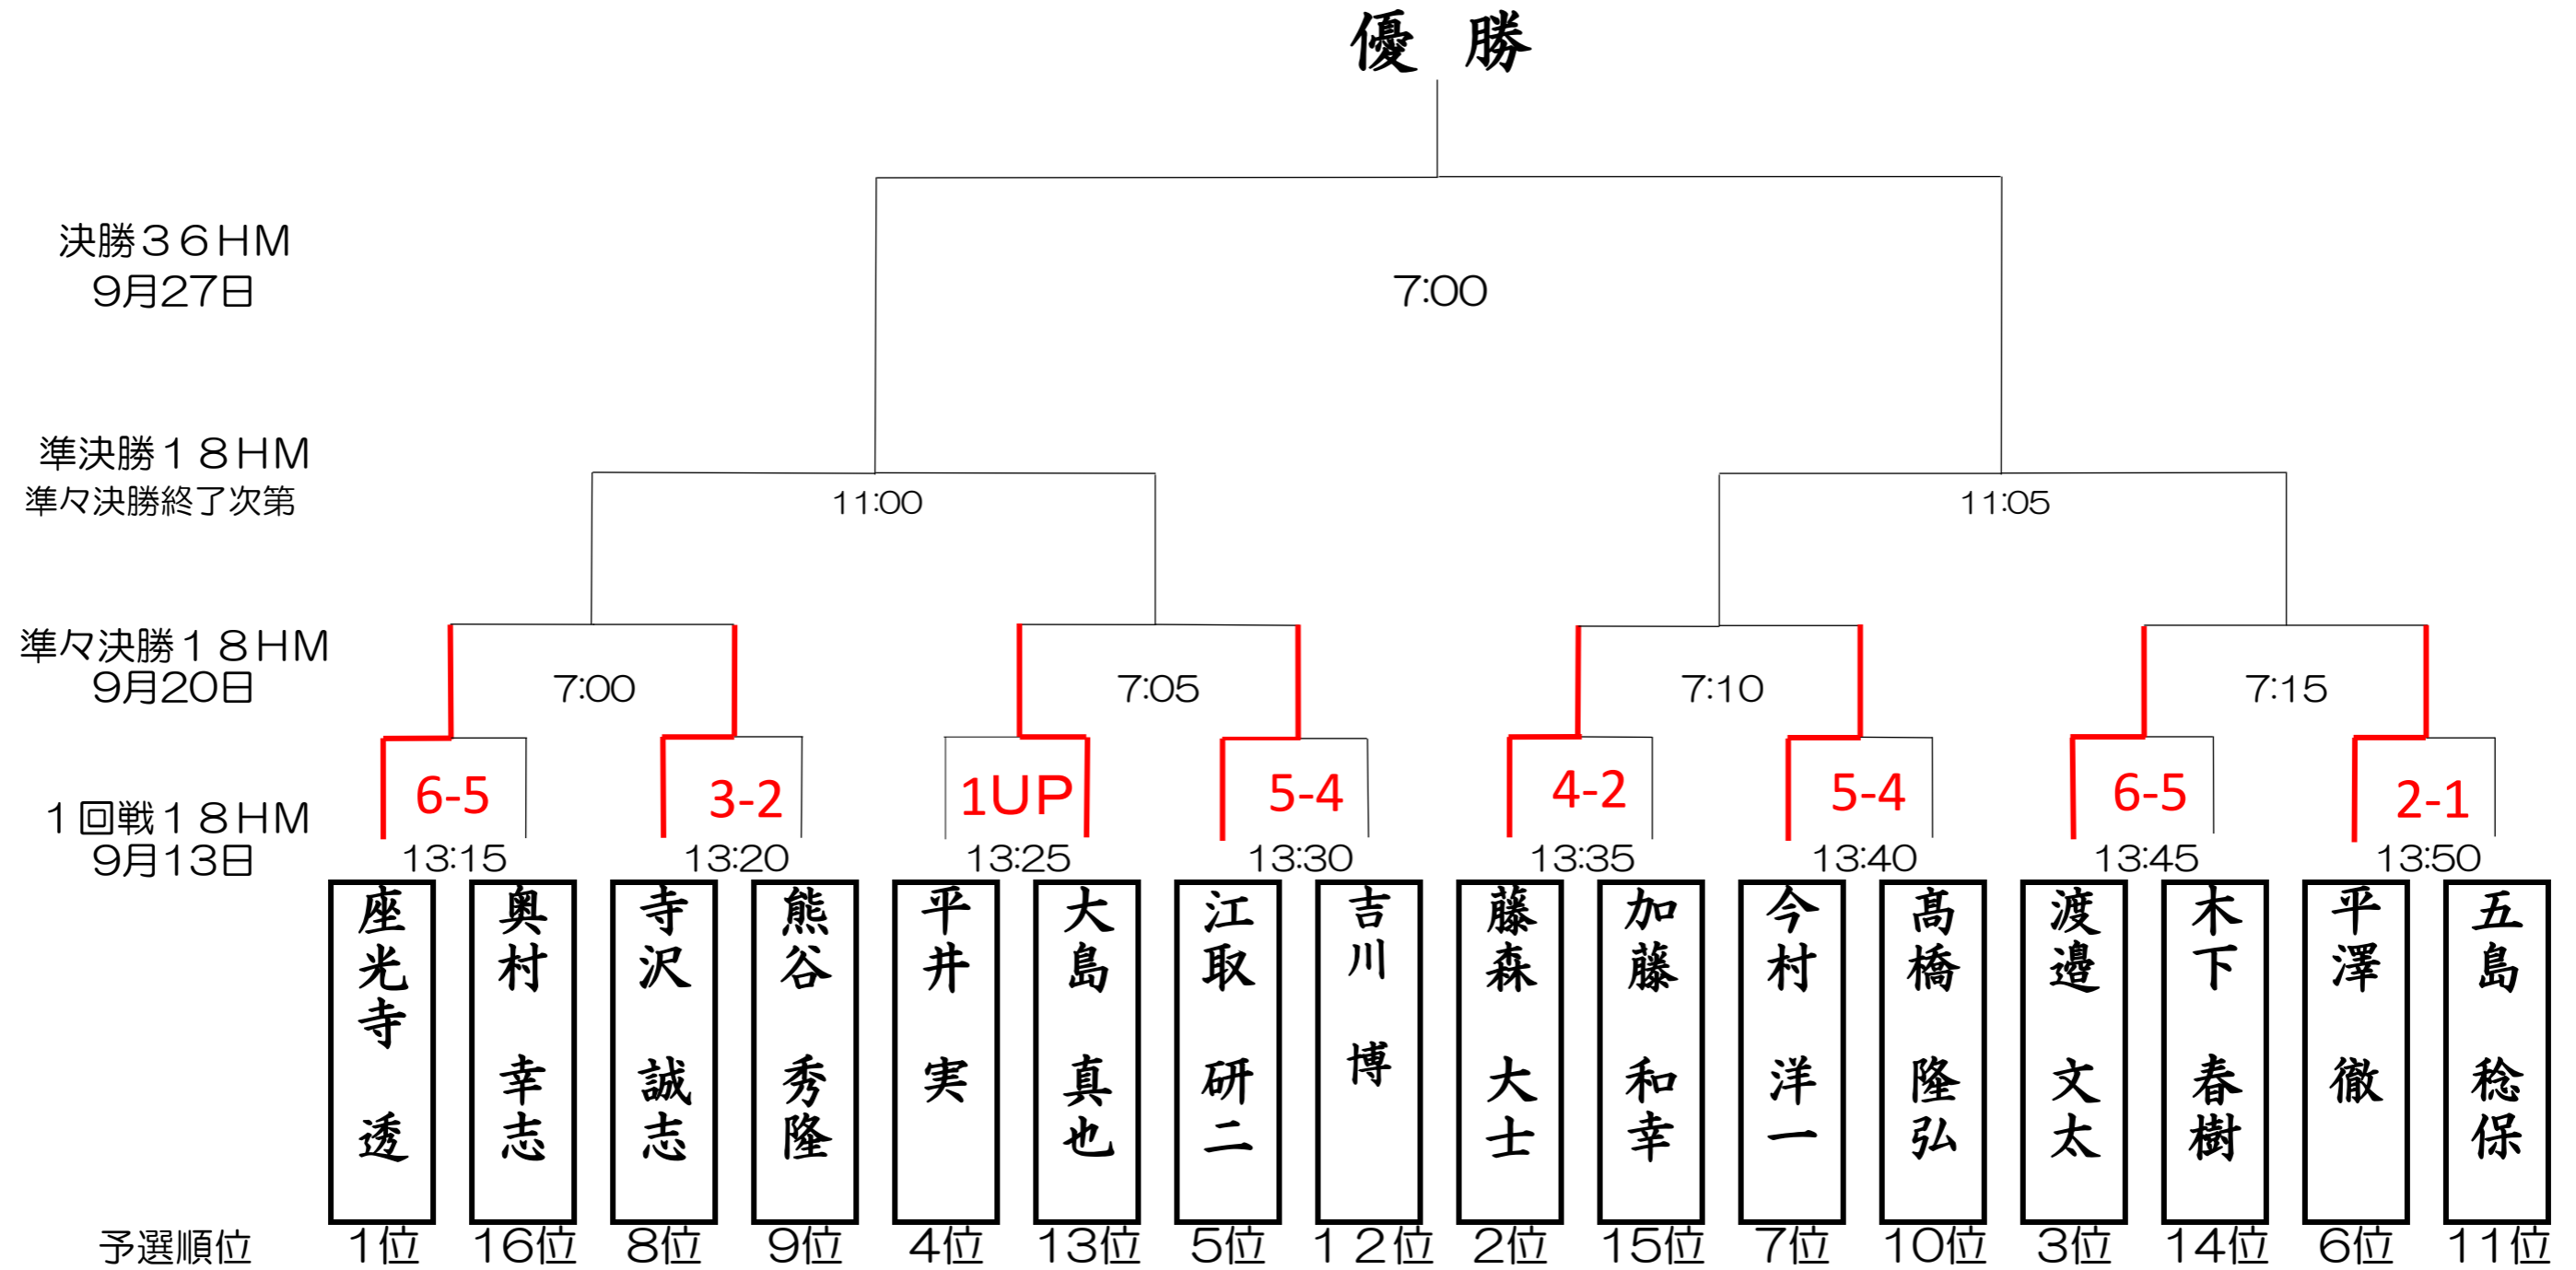 優 勝
決勝３６ＨＭ
9月27日
7:00
準決勝１８ＨＭ
準々決勝終了次第
11:00
11:05
準々決勝１８ＨＭ
9月20日
7:00
7:05
7:10
7:15
１回戦１８ＨＭ
9月13日
6-5
3-2
1UP
5-4
4-2
5-4
6-5
2-1
13:15
13:20
13:25
13:30
13:35
13:40
13:45
13:50
座光寺 透
奥村 幸志
寺沢 誠志
熊谷 秀隆
平井 実
大島 真也
江取 研二
吉川 博
藤森 大士
加藤 和幸
今村 洋一
髙橋 隆弘
渡邉 文太
木下 春樹
平澤 徹
五島 稔保
予選順位
1位
16位
8位
9位
4位
13位
5位
１２位
2位
15位
7位
10位
3位
14位
6位
11位